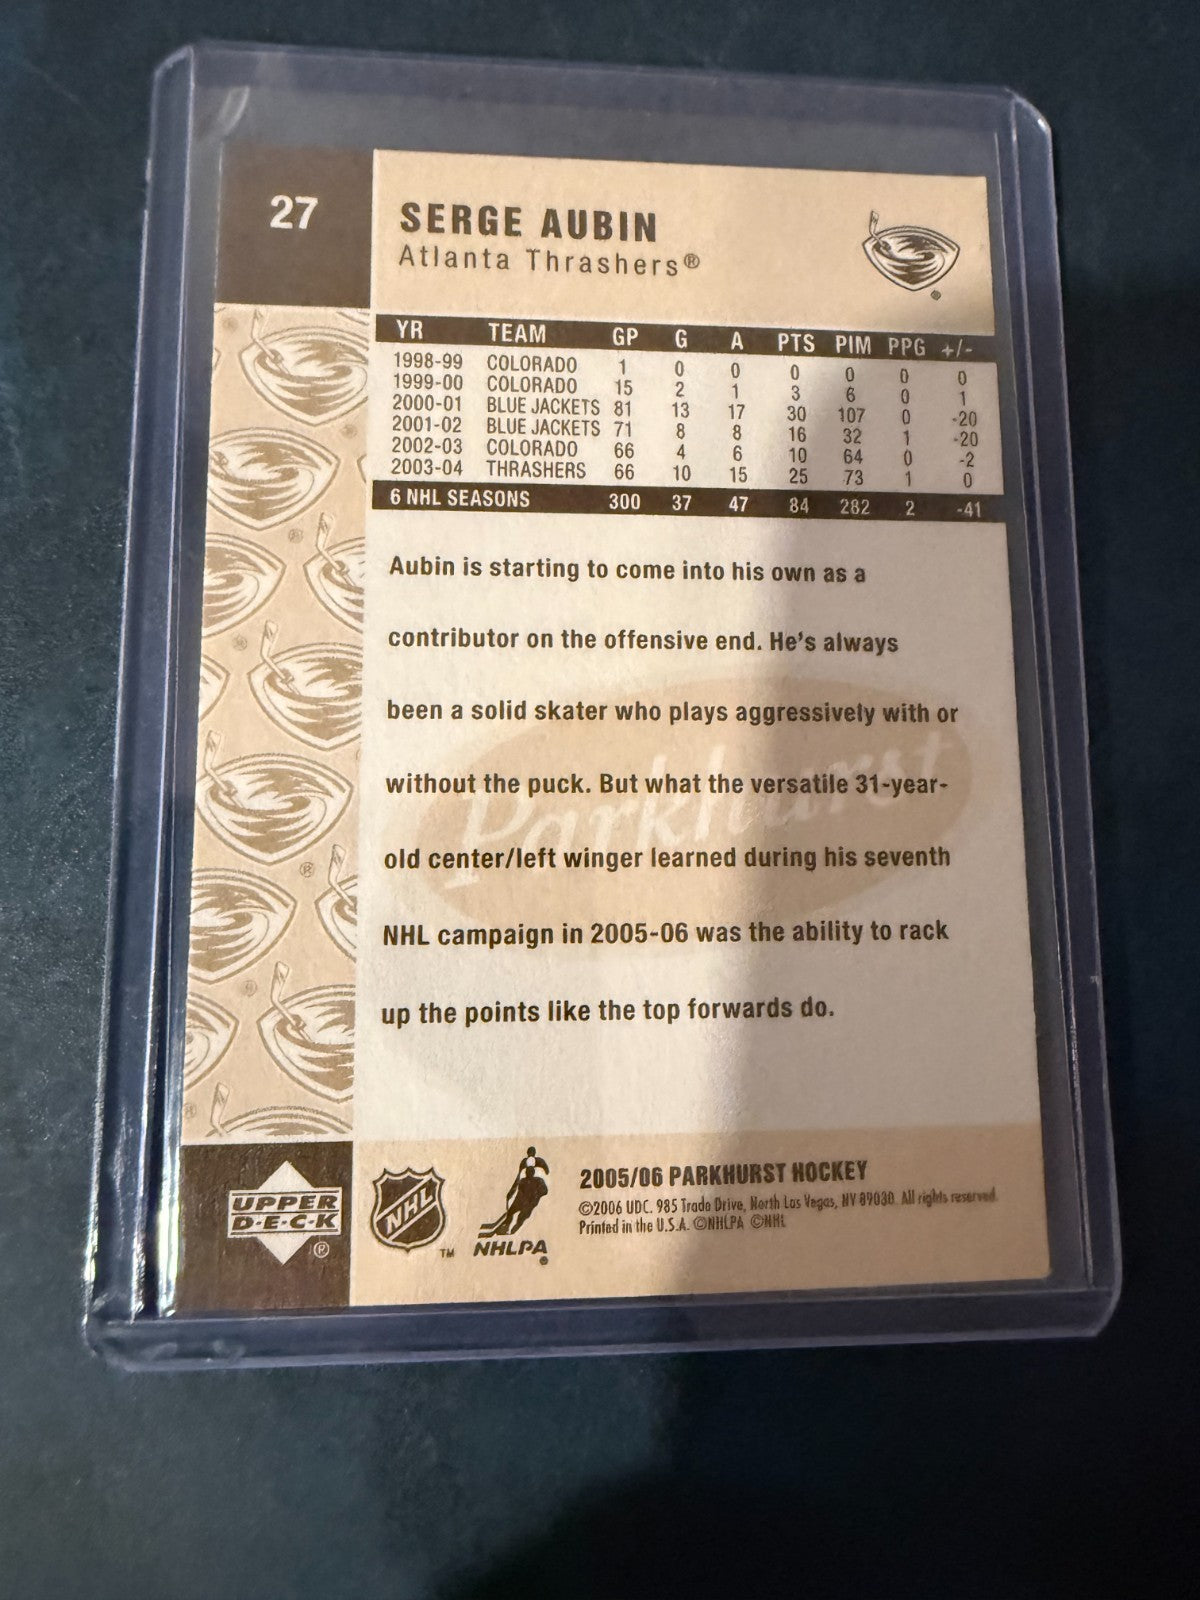 27
SERGE AUBIN
Atlanta Thrashers®
YR TEAM GP G A PTS PIM PPG +/-
1998-99 COLORADO 1 0 0 0 0 0 0
1999-00 COLORADO 15 2 1 3 6 0 1
2000-01 BLUE JACKETS 81 13 17 30 107 0 -20
2001-02 BLUE JACKETS 71 8 8 16 32 1 -20
2002-03 COLORADO 66 4 6 10 64 0 -2
2003-04 THRASHERS 66 10 15 25 73 1 0
6 NHL SEASONS 300 37 47 84 282 2 -41
Aubin is starting to come into his own as a
contributor on the offensive end. He's always
been a solid skater who plays aggressively with or
without the puck. But what the versatile 31-year-
old center/left winger learned during his seventh
NHL campaign in 2005-06 was the ability to rack
up the points like the top forwards do.
Parkhurst
UPPER
D·E·C·K
®
NHL
TM
NHLPA
®
2005/06 PARKHURST HOCKEY
©2006 UDC. 985 Trade Drive, North Las Vegas, NV 89030. All rights reserved.
Printed in the U.S.A. ©NHLPA ©NHL